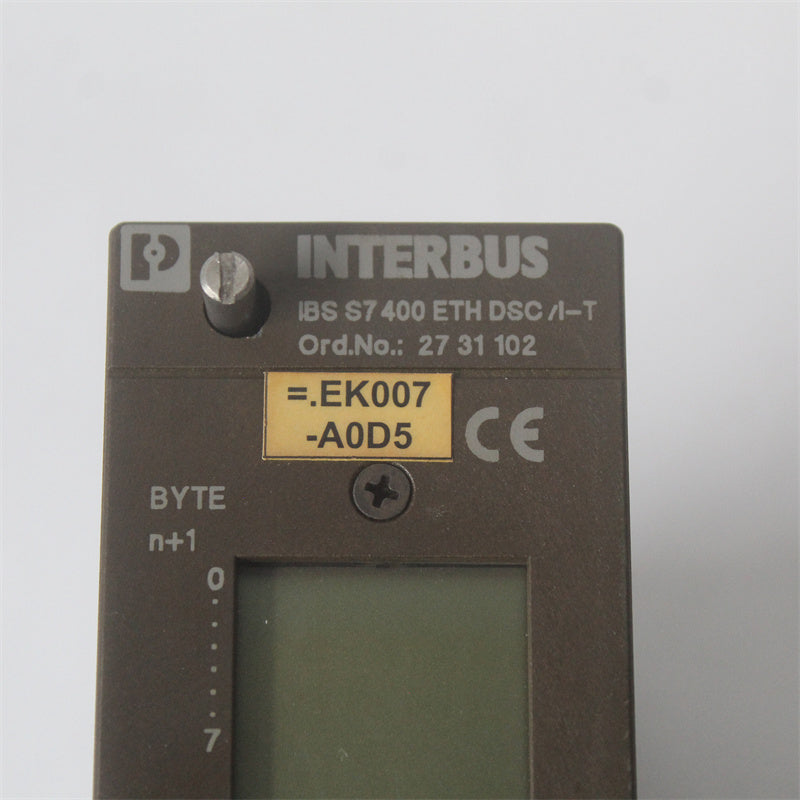 INTERBUS
IBS S7 400 ETH DSC /I-T
Ord.No.: 27 31 102
=.EK007
-A0D5
CE
BYTE
n+1
0
7